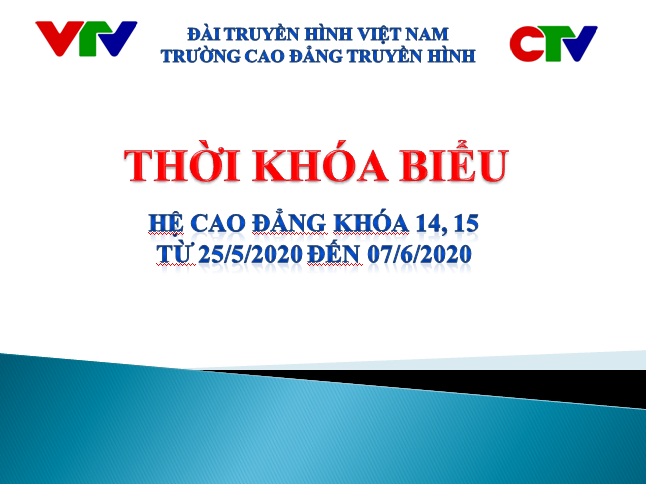 VTV
ĐÀI TRUYỀN HÌNH VIỆT NAM
TRƯỜNG CAO ĐẲNG TRUYỀN HÌNH
CTV
THỜI KHÓA BIỂU
HỆ CAO ĐẲNG KHÓA 14, 15
TỪ 25/5/2020 ĐẾN 07/6/2020